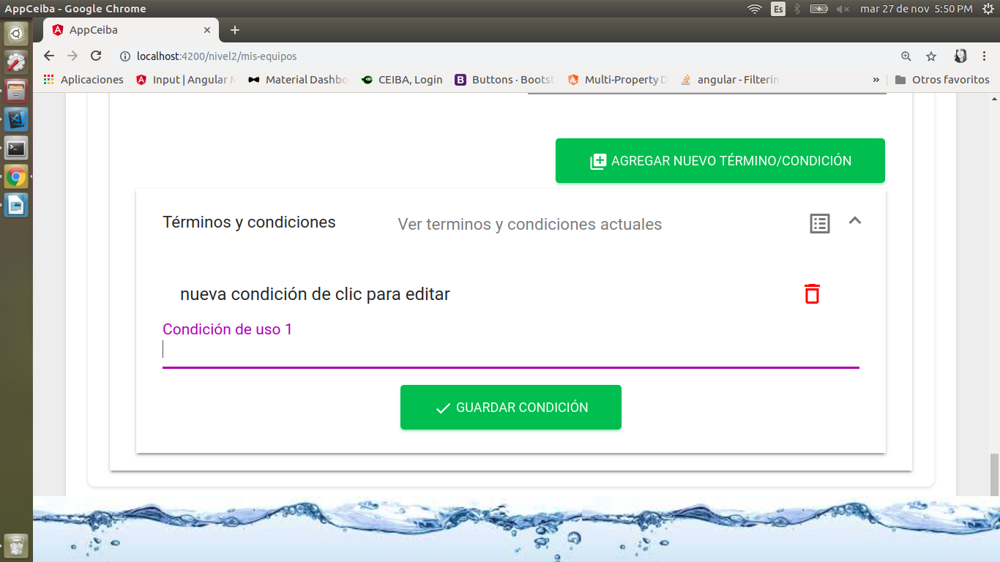 AppCeiba - Google Chrome
Es
mar 27 de nov 5:50 PM
AppCeiba
localhost:4200/nivel2/mis-equipos
Aplicaciones
Input | Angular
Material Dashbo
CEIBA, Login
Buttons · Bootst
Multi-Property D
angular - Filterin
»
Otros favoritos
AGREGAR NUEVO TÉRMINO/CONDICIÓN
Términos y condiciones
Ver terminos y condiciones actuales
nueva condición de clic para editar
Condición de uso 1
GUARDAR CONDICIÓN